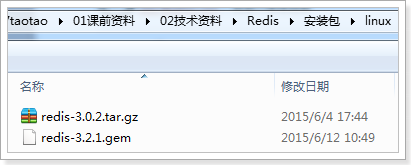 /taotao ▸ 01课前资料 ▸ 02技术资料 ▸ Redis ▸ 安装包 ▸ linux
名称 修改日期
redis-3.0.2.tar.gz 2015/6/4 17:44
redis-3.2.1.gem 2015/6/12 10:49